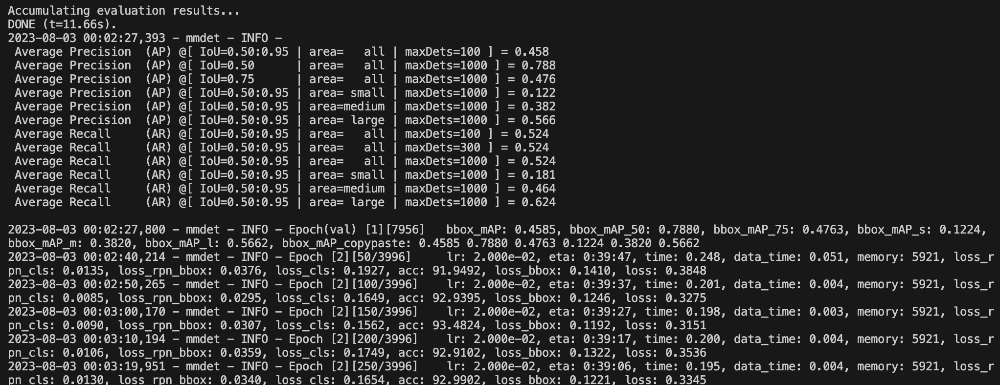 Accumulating evaluation results...
DONE (t=11.66s).
2023-08-03 00:02:27,393 - mmdet - INFO -
 Average Precision  (AP) @[ IoU=0.50:0.95 | area=   all | maxDets=100 ] = 0.458
 Average Precision  (AP) @[ IoU=0.50      | area=   all | maxDets=1000 ] = 0.788
 Average Precision  (AP) @[ IoU=0.75      | area=   all | maxDets=1000 ] = 0.476
 Average Precision  (AP) @[ IoU=0.50:0.95 | area= small | maxDets=1000 ] = 0.122
 Average Precision  (AP) @[ IoU=0.50:0.95 | area=medium | maxDets=1000 ] = 0.382
 Average Precision  (AP) @[ IoU=0.50:0.95 | area= large | maxDets=1000 ] = 0.566
 Average Recall     (AR) @[ IoU=0.50:0.95 | area=   all | maxDets=100 ] = 0.524
 Average Recall     (AR) @[ IoU=0.50:0.95 | area=   all | maxDets=300 ] = 0.524
 Average Recall     (AR) @[ IoU=0.50:0.95 | area=   all | maxDets=1000 ] = 0.524
 Average Recall     (AR) @[ IoU=0.50:0.95 | area= small | maxDets=1000 ] = 0.181
 Average Recall     (AR) @[ IoU=0.50:0.95 | area=medium | maxDets=1000 ] = 0.464
 Average Recall     (AR) @[ IoU=0.50:0.95 | area= large | maxDets=1000 ] = 0.624
2023-08-03 00:02:27,800 - mmdet - INFO - Epoch(val) [1][7956]   bbox_mAP: 0.4585, bbox_mAP_50: 0.7880, bbox_mAP_75: 0.4763, bbox_mAP_s: 0.1224,
bbox_mAP_m: 0.3820, bbox_mAP_l: 0.5662, bbox_mAP_copypaste: 0.4585 0.7880 0.4763 0.1224 0.3820 0.5662
2023-08-03 00:02:40,214 - mmdet - INFO - Epoch [2][50/3996]     lr: 2.000e-02, eta: 0:39:47, time: 0.248, data_time: 0.051, memory: 5921, loss_r
pn_cls: 0.0135, loss_rpn_bbox: 0.0376, loss_cls: 0.1927, acc: 91.9492, loss_bbox: 0.1410, loss: 0.3848
2023-08-03 00:02:50,265 - mmdet - INFO - Epoch [2][100/3996]    lr: 2.000e-02, eta: 0:39:37, time: 0.201, data_time: 0.004, memory: 5921, loss_r
pn_cls: 0.0085, loss_rpn_bbox: 0.0295, loss_cls: 0.1649, acc: 92.9395, loss_bbox: 0.1246, loss: 0.3275
2023-08-03 00:03:00,170 - mmdet - INFO - Epoch [2][150/3996]    lr: 2.000e-02, eta: 0:39:27, time: 0.198, data_time: 0.003, memory: 5921, loss_r
pn_cls: 0.0090, loss_rpn_bbox: 0.0307, loss_cls: 0.1562, acc: 93.4824, loss_bbox: 0.1192, loss: 0.3151
2023-08-03 00:03:10,194 - mmdet - INFO - Epoch [2][200/3996]    lr: 2.000e-02, eta: 0:39:17, time: 0.200, data_time: 0.004, memory: 5921, loss_r
pn_cls: 0.0106, loss_rpn_bbox: 0.0359, loss_cls: 0.1749, acc: 92.9102, loss_bbox: 0.1322, loss: 0.3536
2023-08-03 00:03:19,951 - mmdet - INFO - Epoch [2][250/3996]    lr: 2.000e-02, eta: 0:39:06, time: 0.195, data_time: 0.004, memory: 5921, loss_r
pn_cls: 0.0130, loss_rpn_bbox: 0.0340, loss_cls: 0.1654, acc: 92.9902, loss_bbox: 0.1221, loss: 0.3345